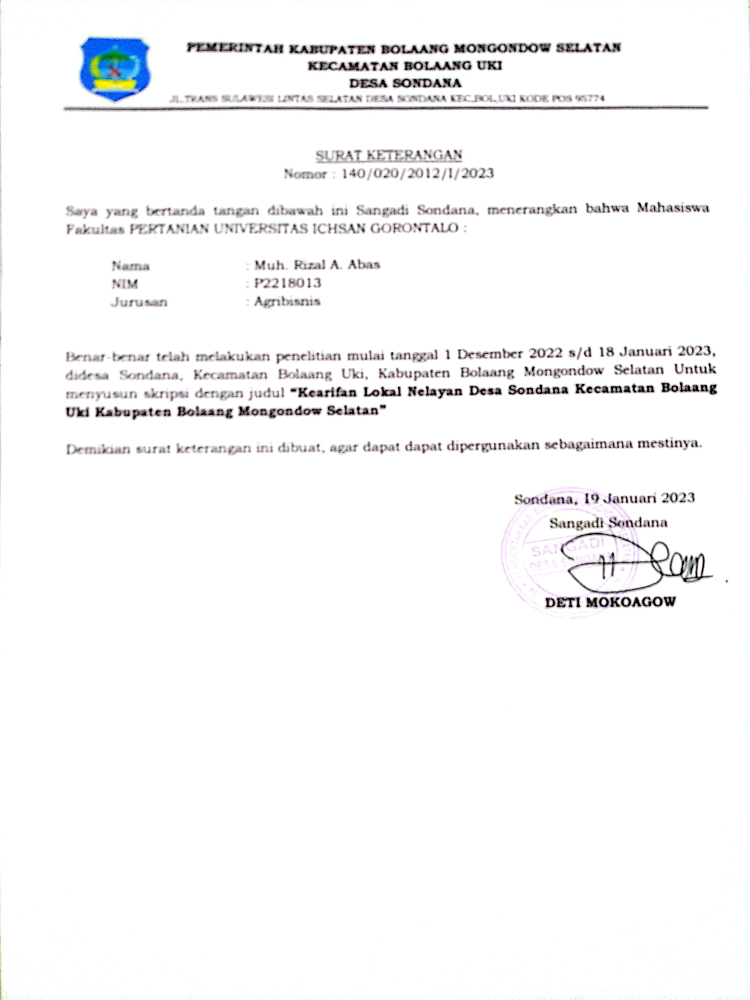 PEMERINTAH KABUPATEN BOLAANG MONGONDOW SELATAN
KECAMATAN BOLAANG UKI
DESA SONDANA
JL.TRANS SULAWESI LINTAS SELATAN DESA SONDANA KEC.BOL.UKI KODE POS 95774
SURAT KETERANGAN
Nomor : 140/020/2012/I/2023
Saya yang bertanda tangan dibawah ini Sangadi Sondana, menerangkan bahwa Mahasiswa
Fakultas PERTANIAN UNIVERSITAS ICHSAN GORONTALO :
Nama : Muh. Rizal A. Abas
NIM : P2218013
Jurusan : Agribisnis
Benar-benar telah melakukan penelitian mulai tanggal 1 Desember 2022 s/d 18 Januari 2023,
didesa Sondana, Kecamatan Bolaang Uki, Kabupaten Bolaang Mongondow Selatan Untuk
menyusun skripsi dengan judul “Kearifan Lokal Nelayan Desa Sondana Kecamatan Bolaang
Uki Kabupaten Bolaang Mongondow Selatan”
Demikian surat keterangan ini dibuat, agar dapat dapat dipergunakan sebagaimana mestinya.
Sondana, 19 Januari 2023
Sangadi Sondana
SANGADI
DESA SONDANA
DETI MOKOAGOW